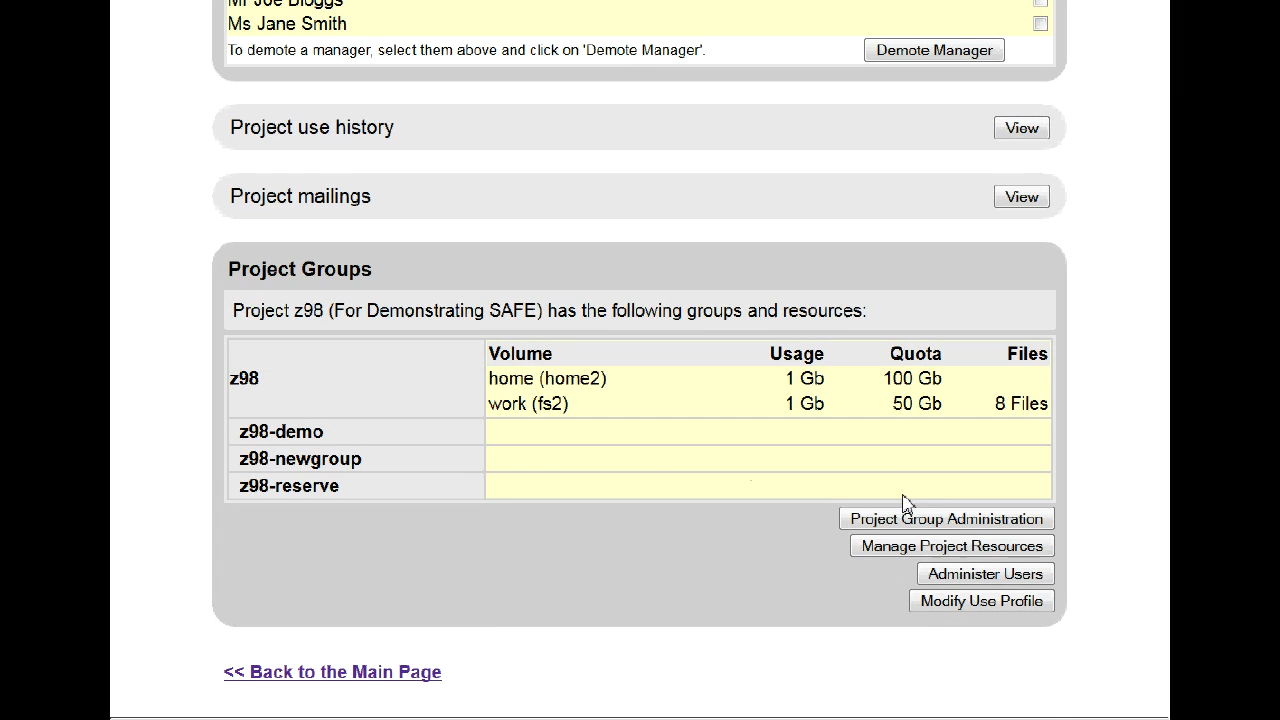 Mr Joe Bloggs
Ms Jane Smith
To demote a manager, select them above and click on 'Demote Manager'. Demote Manager
Project use history View
Project mailings View
Project Groups
Project z98 (For Demonstrating SAFE) has the following groups and resources:
Volume Usage Quota Files
z98 home (home2) 1 Gb 100 Gb
work (fs2) 1 Gb 50 Gb 8 Files
z98-demo
z98-newgroup
z98-reserve
Project Group Administration
Manage Project Resources
Administer Users
Modify Use Profile
<< Back to the Main Page